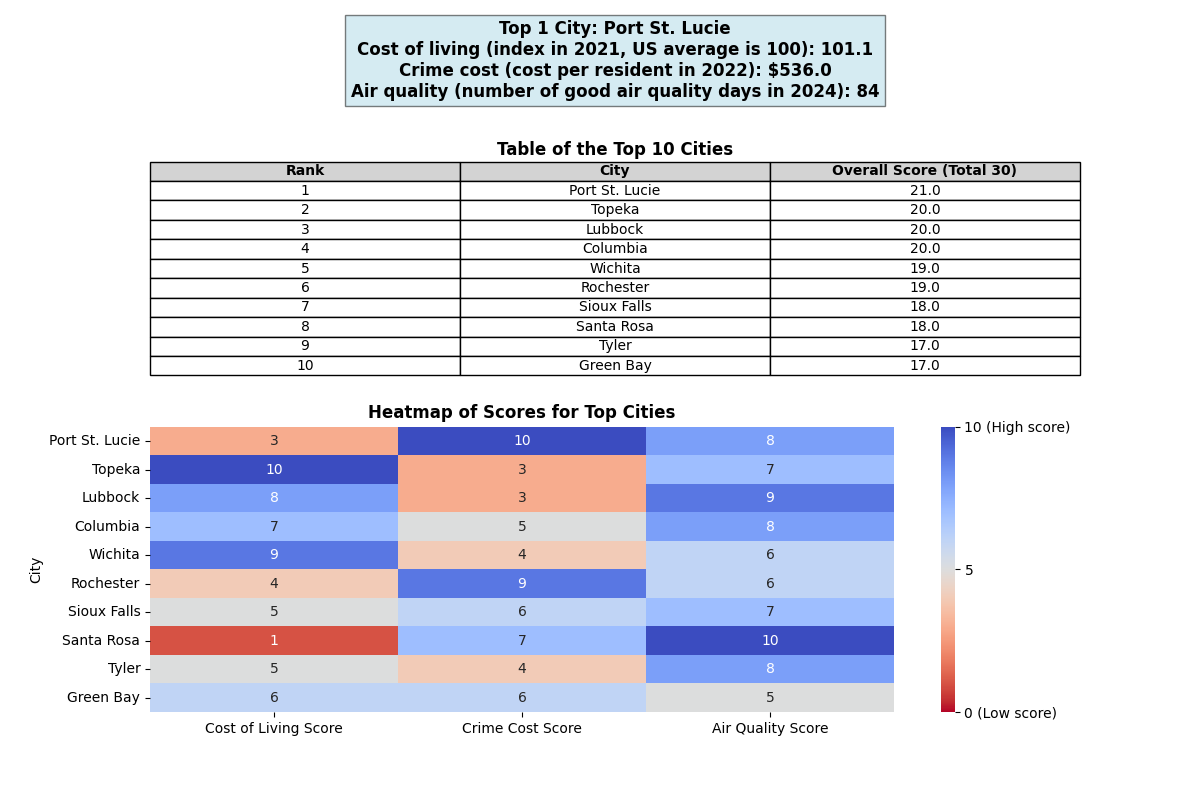 Top 1 City: Port St. Lucie
Cost of living (index in 2021, US average is 100): 101.1
Crime cost (cost per resident in 2022): $536.0
Air quality (number of good air quality days in 2024): 84
Table of the Top 10 Cities
Rank City Overall Score (Total 30)
1 Port St. Lucie 21.0
2 Topeka 20.0
3 Lubbock 20.0
4 Columbia 20.0
5 Wichita 19.0
6 Rochester 19.0
7 Sioux Falls 18.0
8 Santa Rosa 18.0
9 Tyler 17.0
10 Green Bay 17.0
Heatmap of Scores for Top Cities
City
Port St. Lucie 3 10 8
Topeka 10 3 7
Lubbock 8 3 9
Columbia 7 5 8
Wichita 9 4 6
Rochester 4 9 6
Sioux Falls 5 6 7
Santa Rosa 1 7 10
Tyler 5 4 8
Green Bay 6 6 5
Cost of Living Score Crime Cost Score Air Quality Score
10 (High score)
5
0 (Low score)